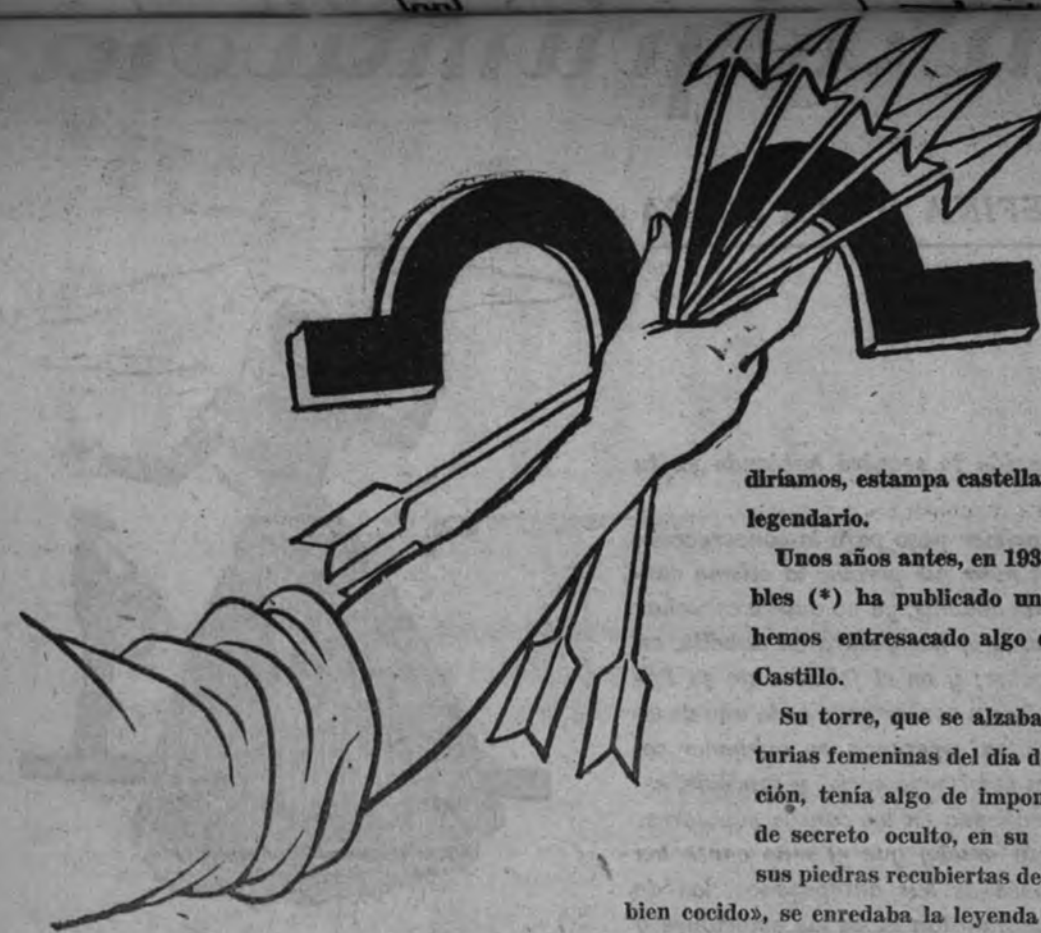 diríamos, estampa castella
legendario.
Unos años antes, en 193
bles (*) ha publicado un
hemos entresacado algo
Castillo.
Su torre, que se alzaba
turias femeninas del día d
ción, tenía algo de impor
de secreto oculto, en su
sus piedras recubiertas de
bien cocido», se enredaba la leyenda